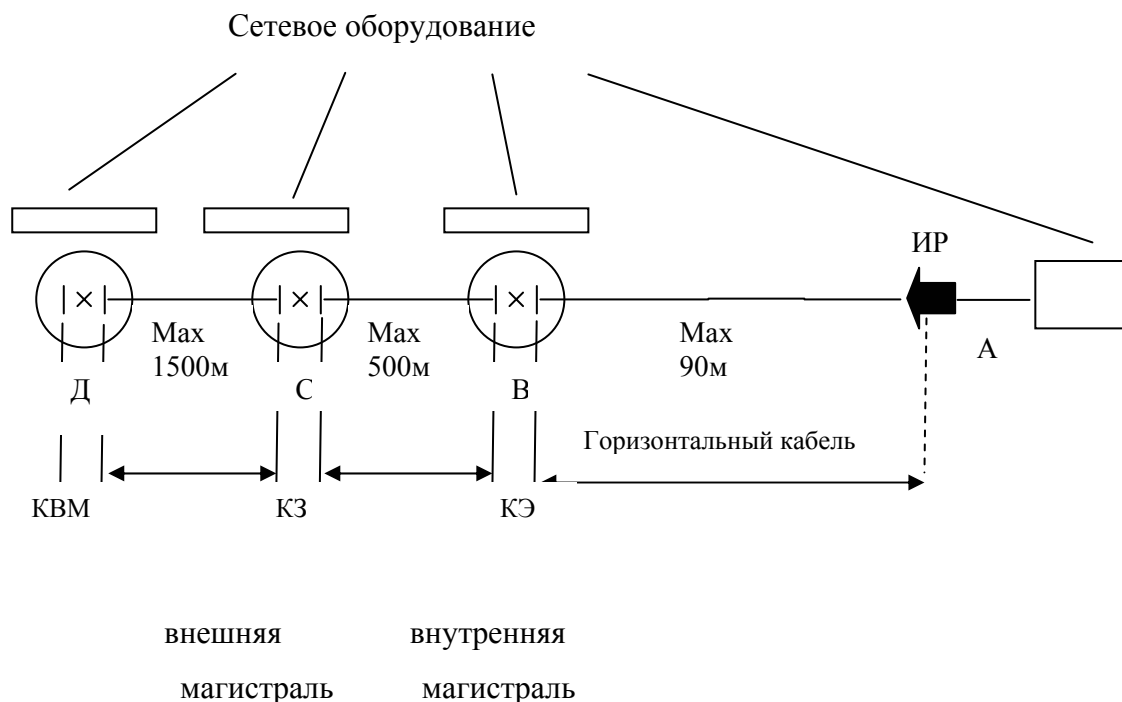 Сетевое оборудование
ИР
Max
1500м
Max
500м
Max
90м
А
Д
С
В
Горизонтальный кабель
КВМ
КЗ
КЭ
внешняя
внутренняя
магистраль
магистраль